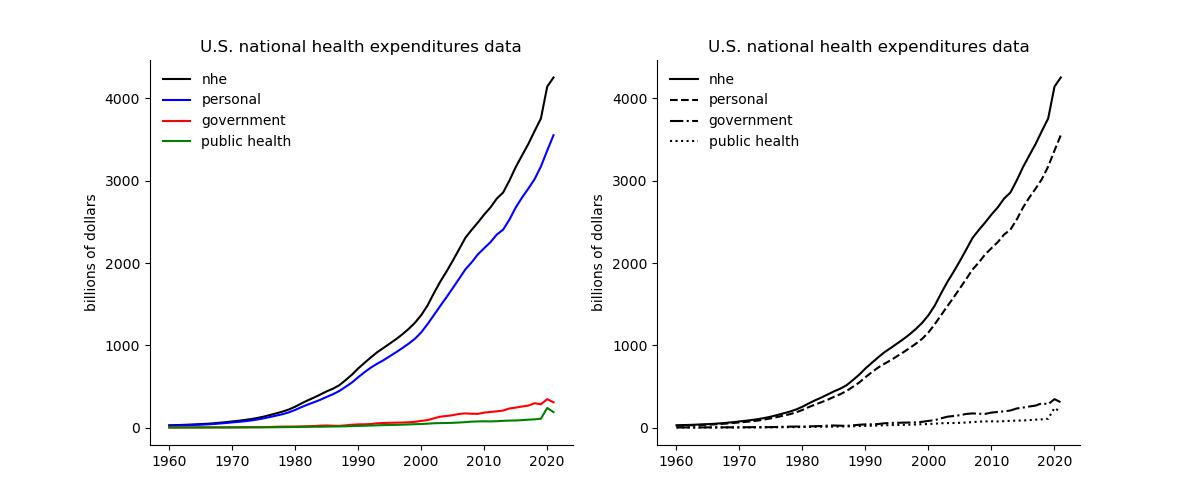 U.S. national health expenditures data
nhe
personal
government
public health
billions of dollars
4000
3000
2000
1000
0
1960 1970 1980 1990 2000 2010 2020
U.S. national health expenditures data
nhe
personal
government
public health
billions of dollars
4000
3000
2000
1000
0
1960 1970 1980 1990 2000 2010 2020